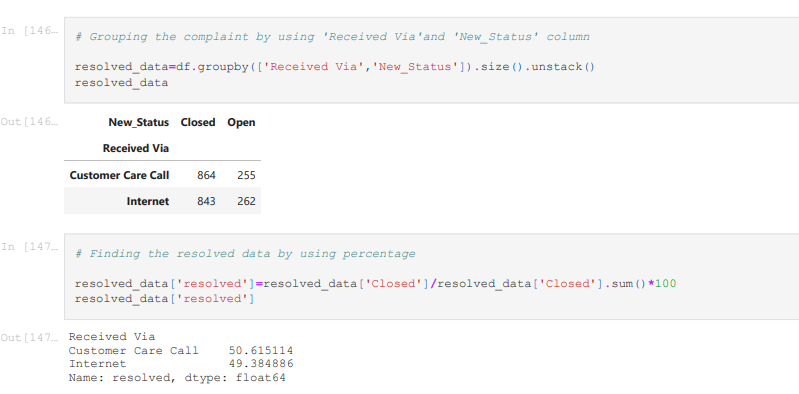 In [146…
# Grouping the complaint by using 'Received Via'and 'New_Status' column
resolved_data=df.groupby(['Received Via','New_Status']).size().unstack()
resolved_data
Out[146…
New_Status Closed Open
Received Via
Customer Care Call 864 255
Internet 843 262
In [147…
# Finding the resolved data by using percentage
resolved_data['resolved']=resolved_data['Closed']/resolved_data['Closed'].sum()*100
resolved_data['resolved']
Out[147…
Received Via
Customer Care Call 50.615114
Internet 49.384886
Name: resolved, dtype: float64